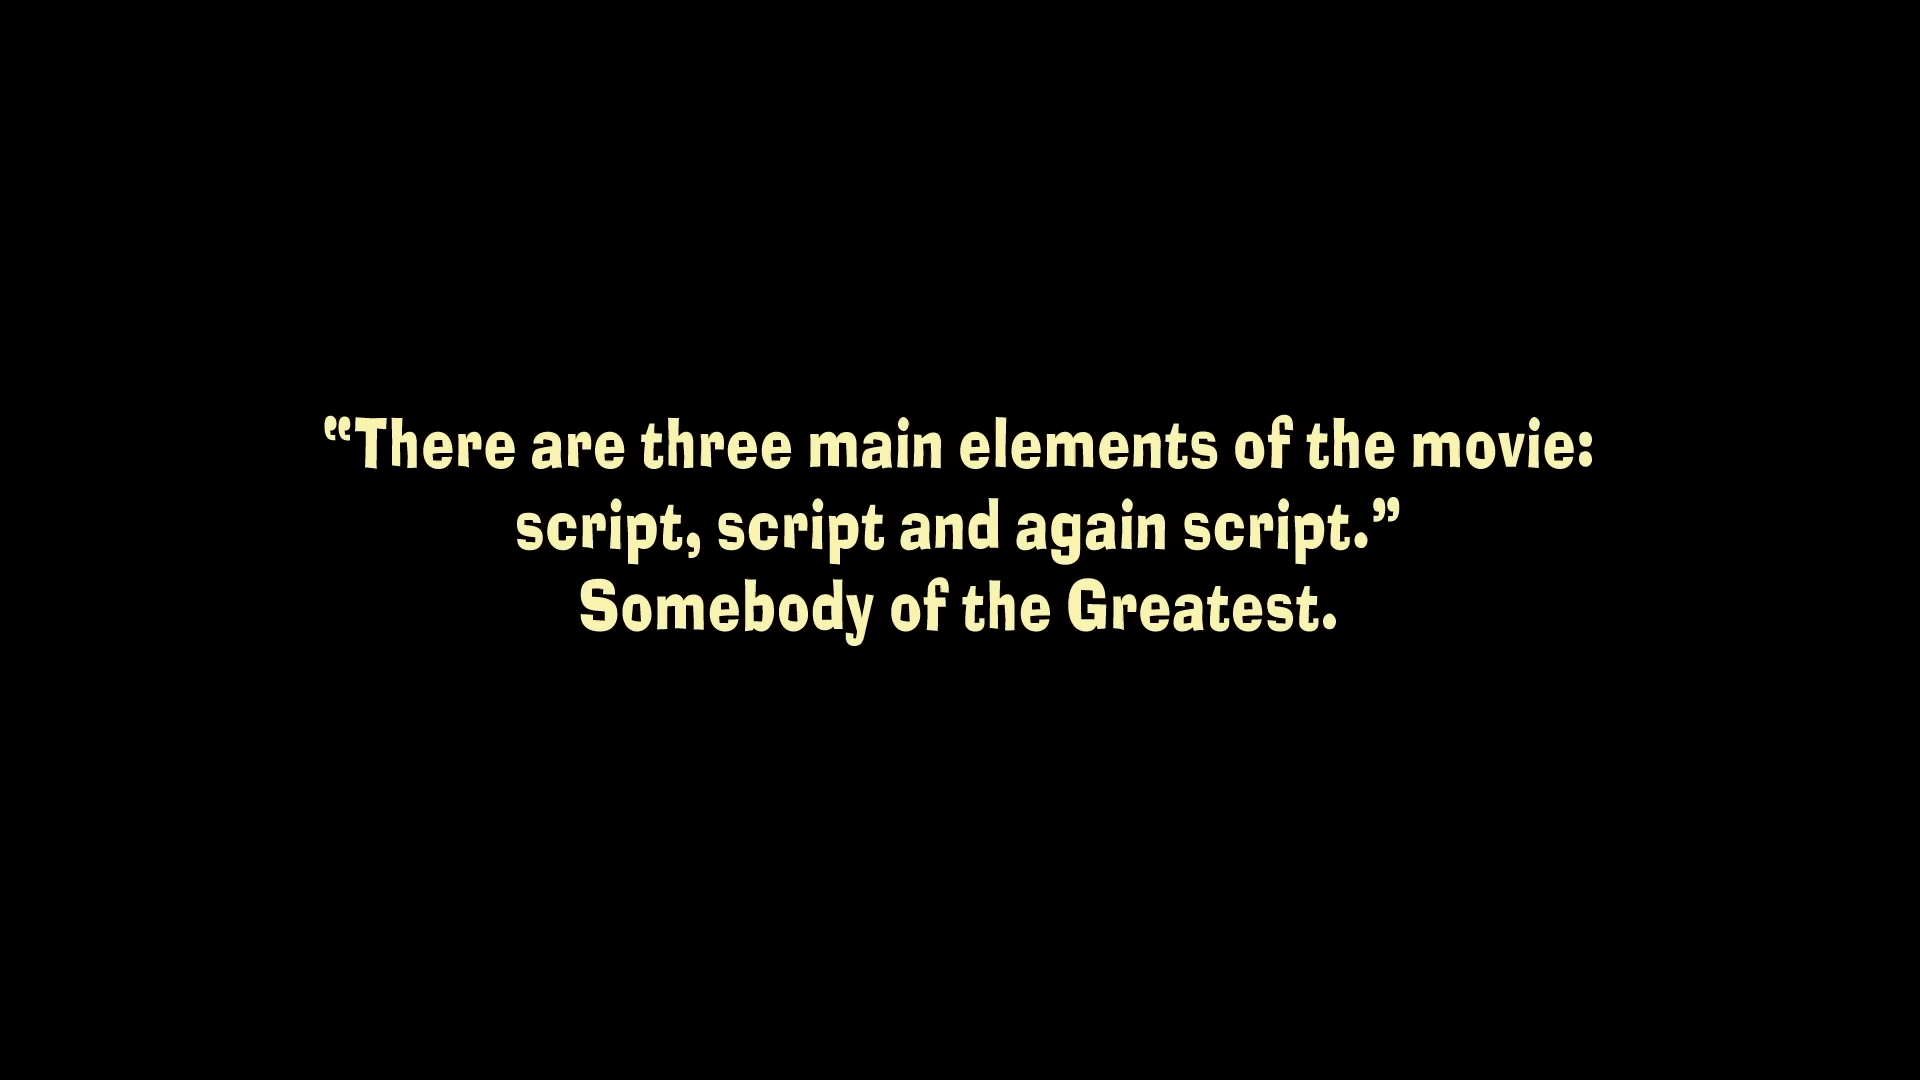 “There are three main elements of the movie:
script, script and again script.”
Somebody of the Greatest.